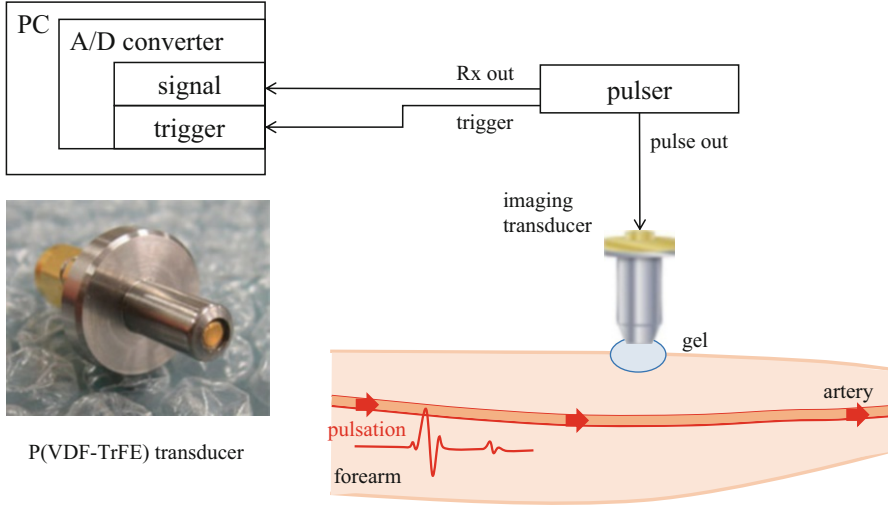 PC
A/D converter
signal
trigger
Rx out
trigger
pulser
pulse out
imaging
transducer
gel
artery
pulsation
forearm
P(VDF-TrFE) transducer